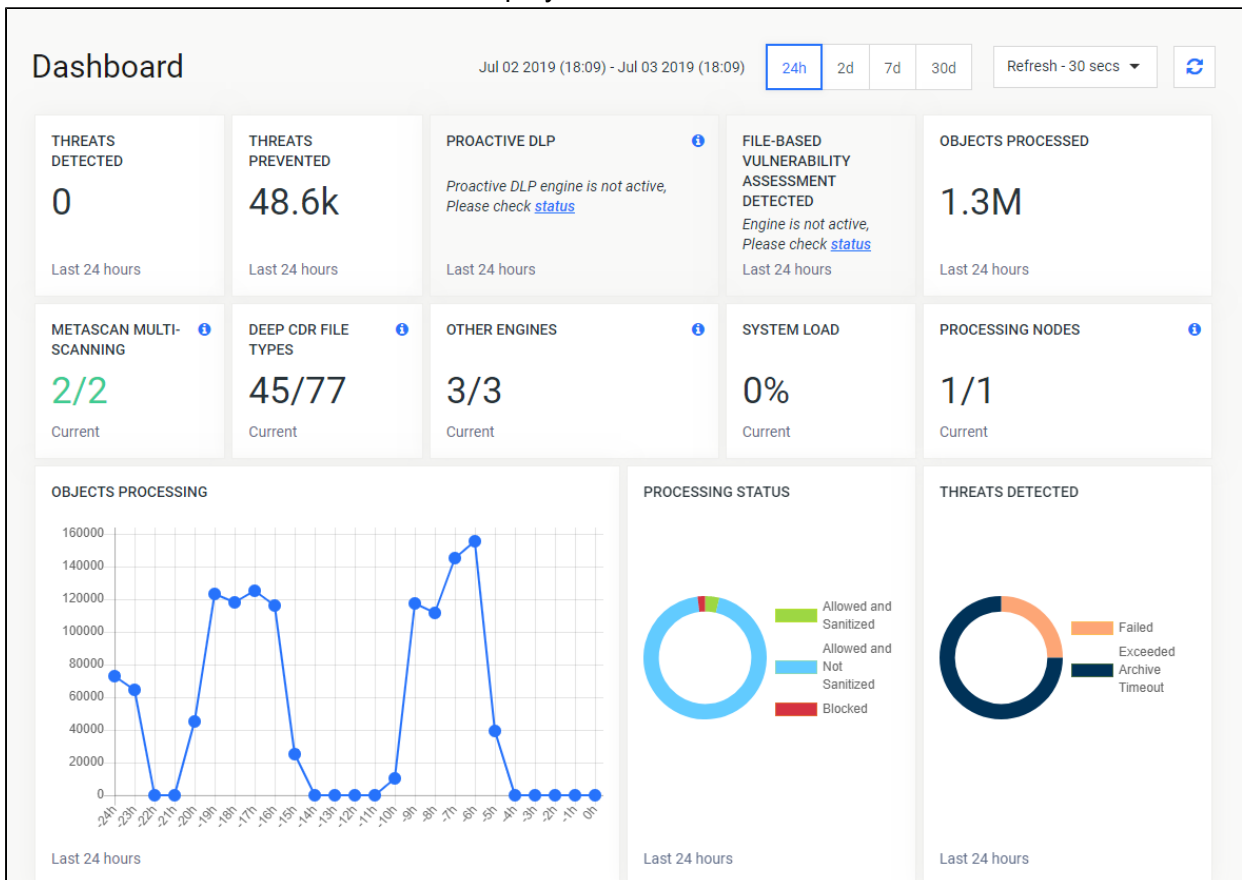 Dashboard
Jul 02 2019 (18:09) - Jul 03 2019 (18:09)
24h
2d
7d
30d
Refresh - 30 secs
THREATS
DETECTED
0
Last 24 hours
THREATS
PREVENTED
48.6k
Last 24 hours
PROACTIVE DLP
Proactive DLP engine is not active,
Please check status
Last 24 hours
FILE-BASED
VULNERABILITY
ASSESSMENT
DETECTED
Engine is not active,
Please check status
Last 24 hours
OBJECTS PROCESSED
1.3M
Last 24 hours
METASCAN MULTI-
SCANNING
2/2
Current
DEEP CDR FILE
TYPES
45/77
Current
OTHER ENGINES
3/3
Current
SYSTEM LOAD
0%
Current
PROCESSING NODES
1/1
Current
OBJECTS PROCESSING
160000
140000
120000
100000
80000
60000
40000
20000
0
-24h
-23h
-22h
-21h
-20h
-19h
-18h
-17h
-16h
-15h
-14h
-13h
-12h
-11h
-10h
-9h
-8h
-7h
-6h
-5h
-4h
-3h
-2h
-1h
0h
Last 24 hours
PROCESSING STATUS
Allowed and
Sanitized
Allowed and
Not
Sanitized
Blocked
Last 24 hours
THREATS DETECTED
Failed
Exceeded
Archive
Timeout
Last 24 hours